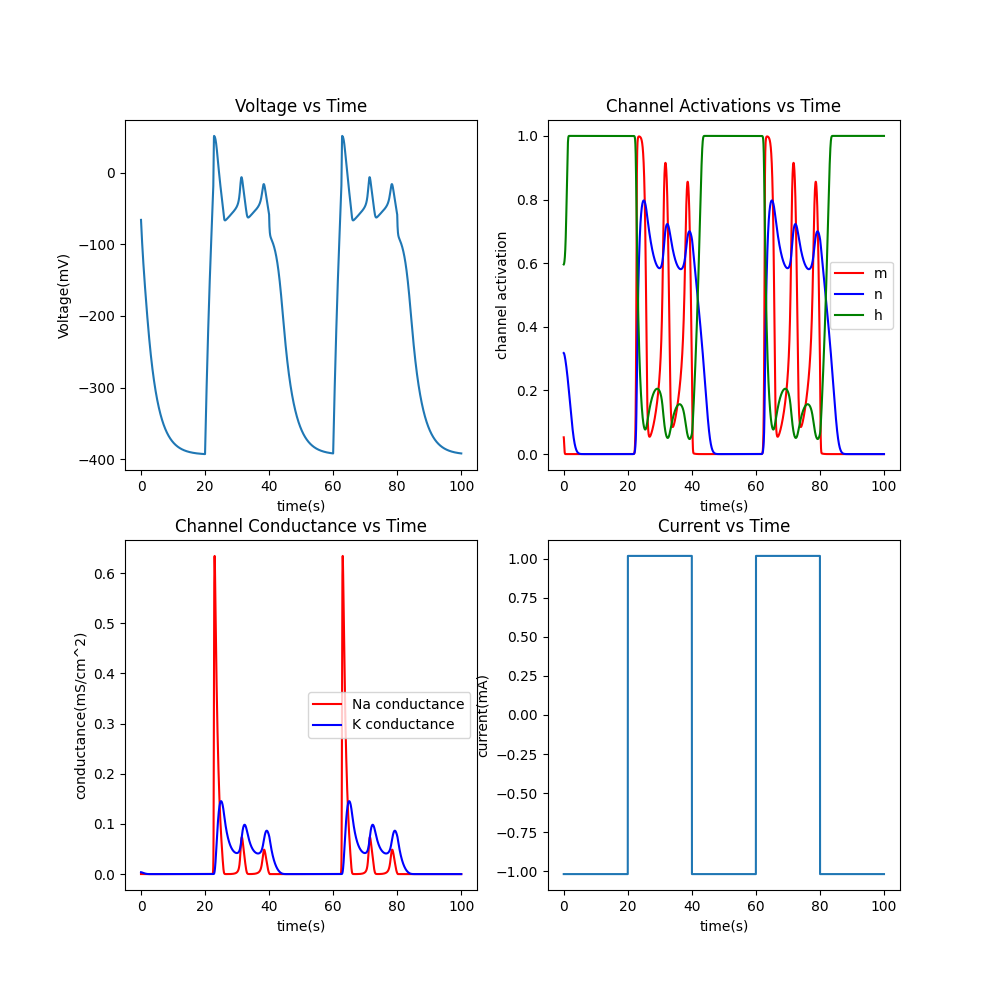 Voltage vs Time
Voltage(mV)
0
−100
−200
−300
−400
0 20 40 60 80 100
time(s)
Channel Activations vs Time
channel activation
1.0
0.8
0.6
0.4
0.2
0.0
m
n
h
0 20 40 60 80 100
time(s)
Channel Conductance vs Time
conductance(mS/cm^2)
0.6
0.5
0.4
0.3
0.2
0.1
0.0
Na conductance
K conductance
0 20 40 60 80 100
time(s)
Current vs Time
current(mA)
1.00
0.75
0.50
0.25
0.00
−0.25
−0.50
−0.75
−1.00
0 20 40 60 80 100
time(s)